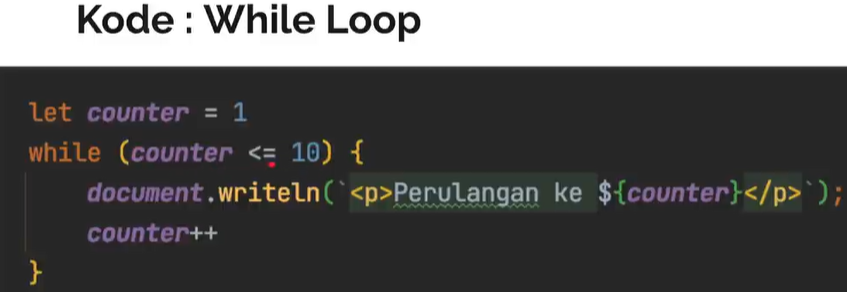 Kode : While Loop
let counter = 1
while (counter <= 10) {
    document.writeln(`<p>Perulangan ke ${counter}</p>`);
    counter++
}